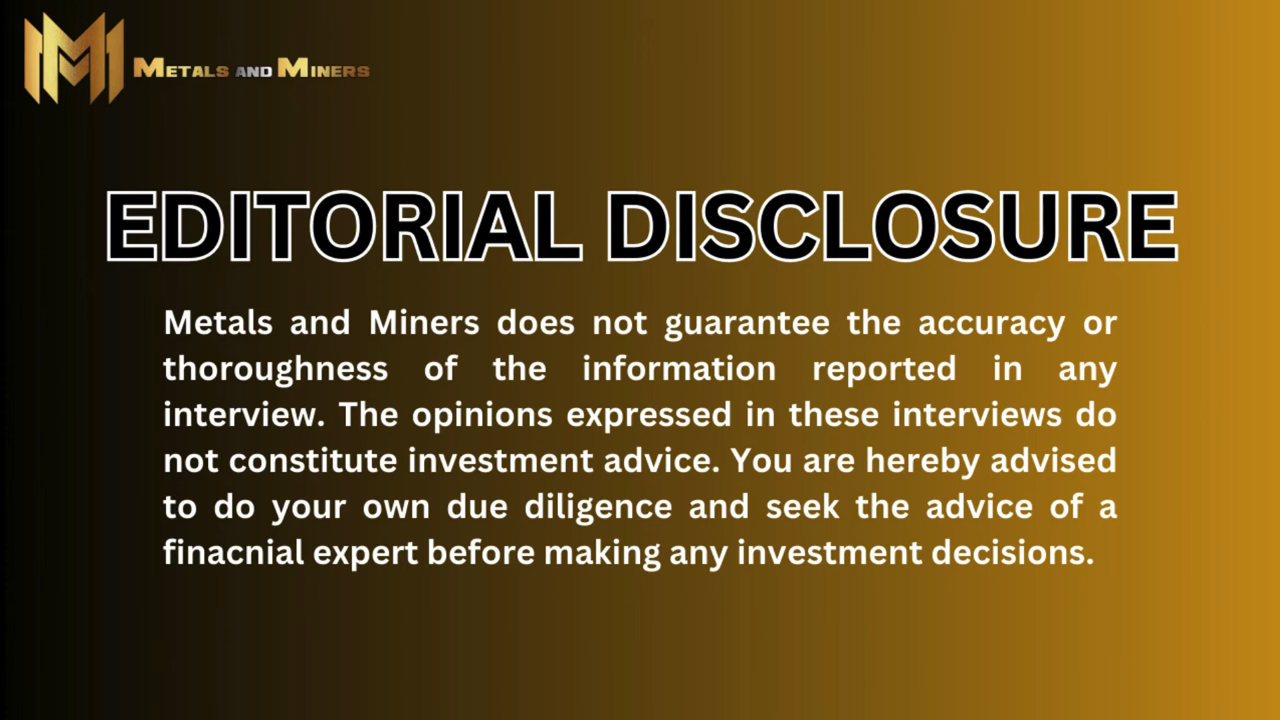 METALS AND MINERS
EDITORIAL DISCLOSURE
Metals and Miners does not guarantee the accuracy or
thoroughness of the information reported in any
interview. The opinions expressed in these interviews do
not constitute investment advice. You are hereby advised
to do your own due diligence and seek the advice of a
finacnial expert before making any investment decisions.